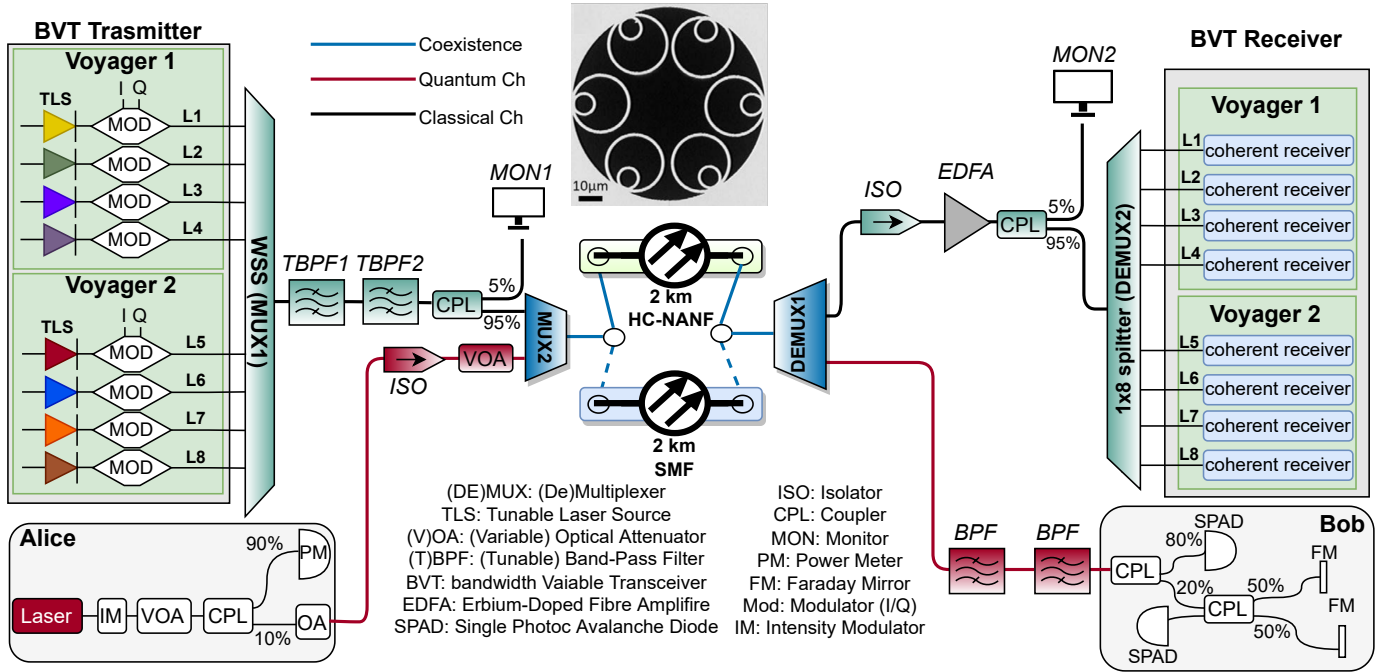 BVT Trasmitter
Voyager 1
TLS
I Q
MOD
L1
MOD
L2
MOD
L3
MOD
L4
Voyager 2
TLS
I Q
MOD
L5
MOD
L6
MOD
L7
MOD
L8
WSS (MUX1)
TBPF1
TBPF2
CPL
5%
95%
MON1
MUX2
ISO
VOA
Coexistence
Quantum Ch
Classical Ch
10μm
2 km
HC-NANF
2 km
SMF
DEMUX1
ISO
EDFA
CPL
5%
95%
MON2
1x8 spiltter (DEMUX2)
BVT Receiver
Voyager 1
L1
coherent receiver
L2
coherent receiver
L3
coherent receiver
L4
coherent receiver
Voyager 2
L5
coherent receiver
L6
coherent receiver
L7
coherent receiver
L8
coherent receiver
Alice
Laser
IM
VOA
CPL
90%
PM
10%
OA
(DE)MUX: (De)Multiplexer
TLS: Tunable Laser Source
(V)OA: (Variable) Optical Attenuator
(T)BPF: (Tunable) Band-Pass Filter
BVT: bandwidth Vaiable Transceiver
EDFA: Erbium-Doped Fibre Amplifire
SPAD: Single Photoc Avalanche Diode
ISO: Isolator
CPL: Coupler
MON: Monitor
PM: Power Meter
FM: Faraday Mirror
Mod: Modulator (I/Q)
IM: Intensity Modulator
BPF
BPF
Bob
SPAD
80%
CPL
20%
CPL
50%
FM
50%
FM
SPAD